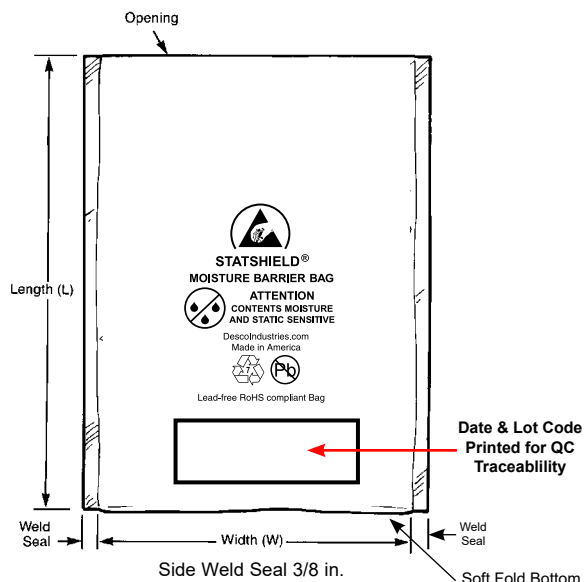 Opening
Length (L)
STATSHIELD®
MOISTURE BARRIER BAG
ATTENTION
CONTENTS MOISTURE
AND STATIC SENSITIVE
DescoIndustries.com
Made in America
7
Pb
Lead-free RoHS compliant Bag
Date & Lot Code
Printed for QC
Traceablility
Weld
Seal
Width (W)
Weld
Seal
Side Weld Seal 3/8 in.
Soft Fold Bottom